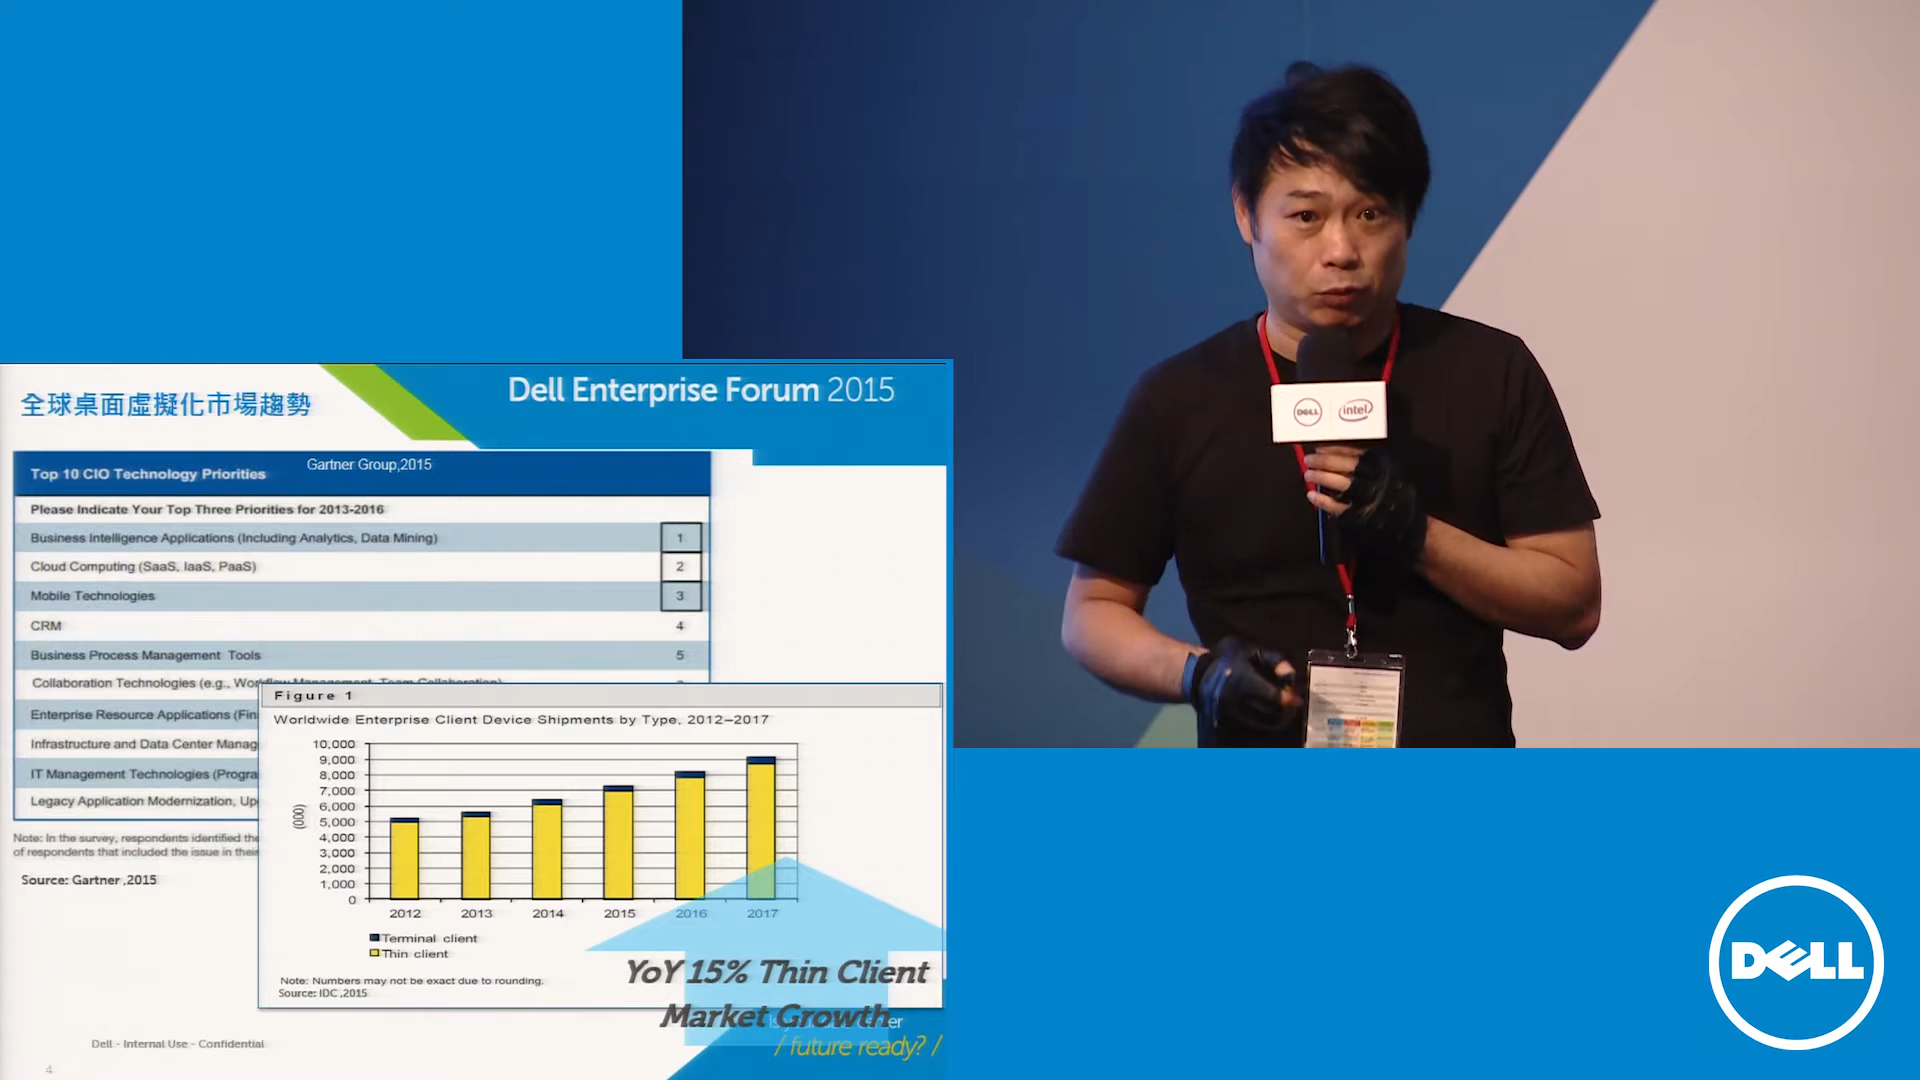 全球桌面虛擬化市場趨勢
Dell Enterprise Forum 2015
Top 10 CIO Technology Priorities
Gartner Group,2015
Please Indicate Your Top Three Priorities for 2013-2016
Business Intelligence Applications (Including Analytics, Data Mining) 1
Cloud Computing (SaaS, IaaS, PaaS) 2
Mobile Technologies 3
CRM 4
Business Process Management Tools 5
Collaboration Technologies (e.g., Workflow Management, Team Collaboration)
Enterprise Resource Applications (Fin
Infrastructure and Data Center Manag
IT Management Technologies (Progra
Legacy Application Modernization, Up
Note: In the survey, respondents identified the
of respondents that included the issue in their
Source: Gartner ,2015
Figure 1
Worldwide Enterprise Client Device Shipments by Type, 2012–2017
(000)
10,000
9,000
8,000
7,000
6,000
5,000
4,000
3,000
2,000
1,000
0
2012 2013 2014 2015 2016 2017
Terminal client
Thin client
Note: Numbers may not be exact due to rounding.
Source: IDC ,2015
YoY 15% Thin Client
Market Growth
/ future ready? /
Dell - Internal Use - Confidential
4
DELL intel
DELL